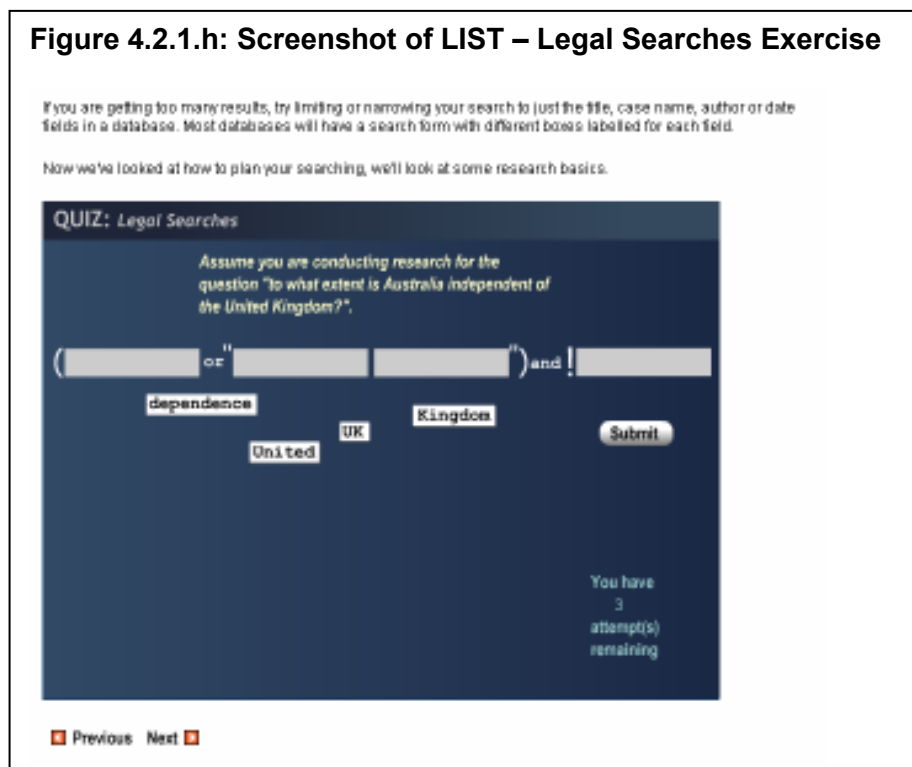 Figure 4.2.1.h: Screenshot of LIST – Legal Searches Exercise
If you are getting too many results, try limiting or narrowing your search to just the title, case name, author or date
fields in a database. Most databases will have a search form with different boxes labelled for each field.
Now we've looked at how to plan your searching, we'll look at some research basics.
QUIZ: Legal Searches
Assume you are conducting research for the
question "to what extent is Australia independent of
the United Kingdom?".
( or " ") and !
dependence
Kingdom
UK
United
Submit
You have
3
attempt(s)
remaining
Previous Next